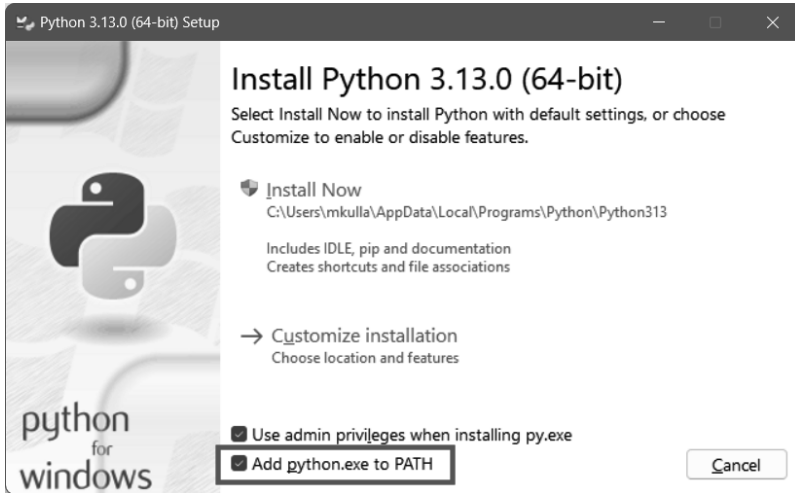 Python 3.13.0 (64-bit) Setup
Install Python 3.13.0 (64-bit)
Select Install Now to install Python with default settings, or choose
Customize to enable or disable features.
Install Now
C:\Users\mkulla\AppData\Local\Programs\Python\Python313
Includes IDLE, pip and documentation
Creates shortcuts and file associations
Customize installation
Choose location and features
python
for
windows
Use admin privileges when installing py.exe
Add python.exe to PATH
Cancel